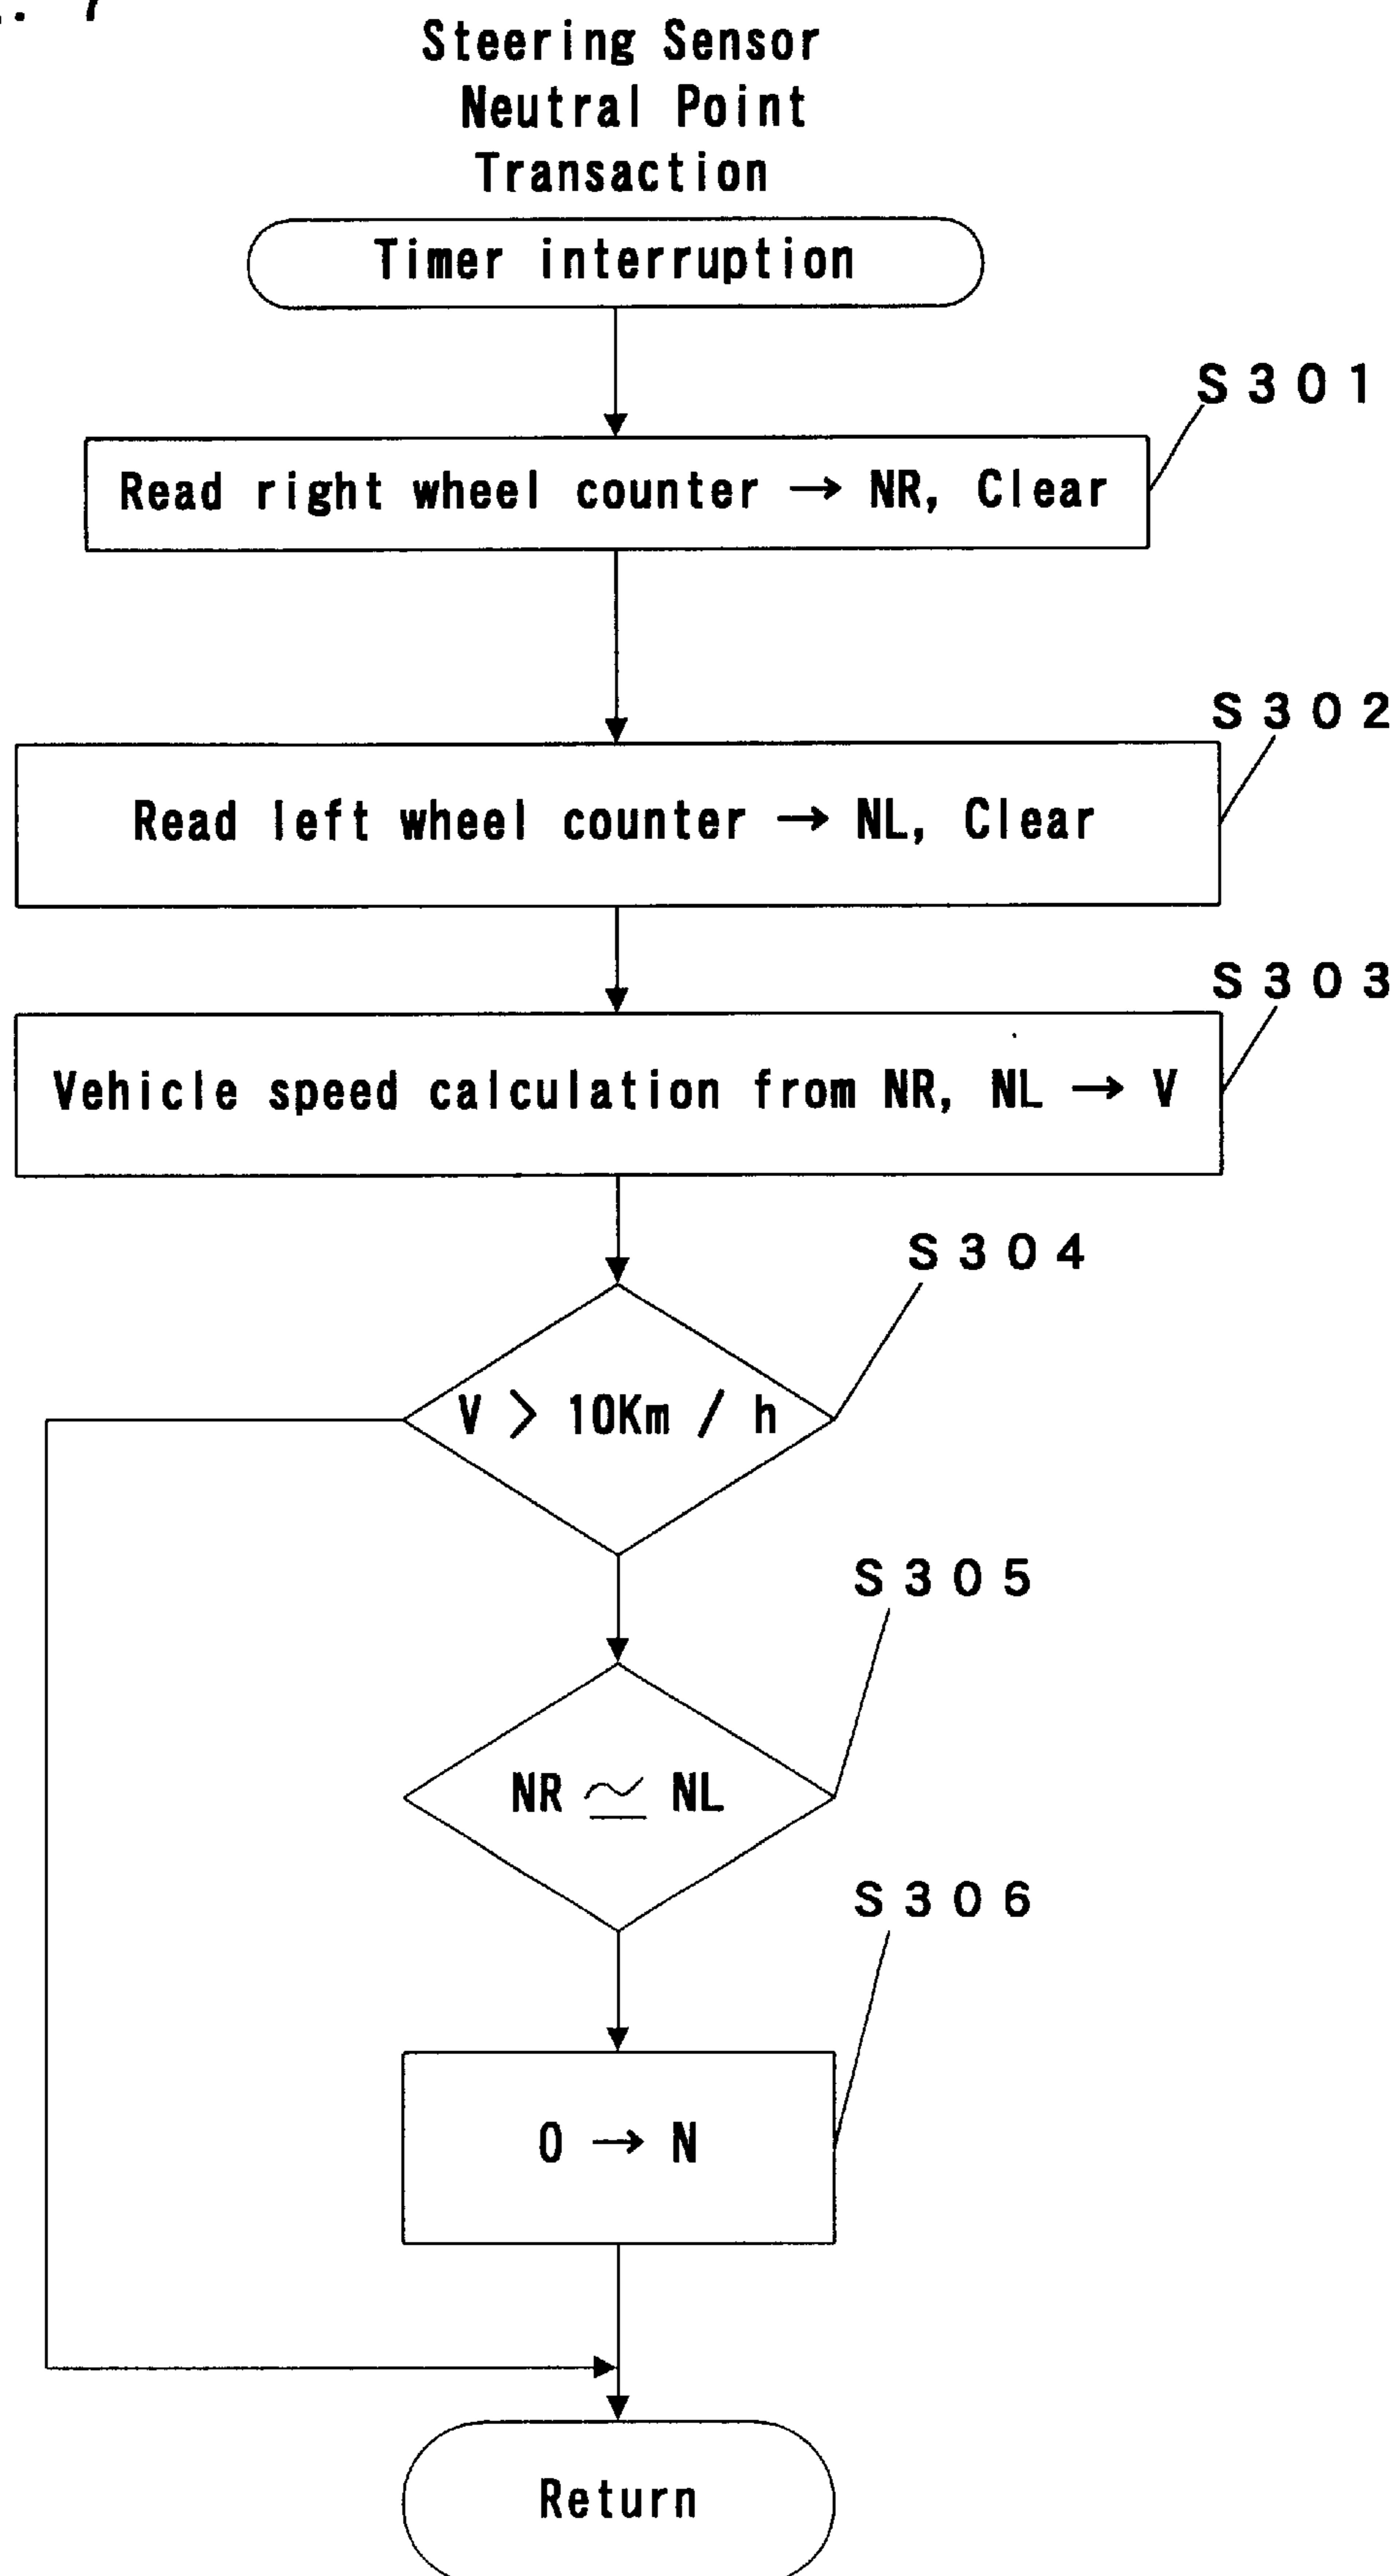 . 7
Steering Sensor
Neutral Point
Transaction
Timer interruption
S301
Read right wheel counter → NR, Clear
S302
Read left wheel counter → NL, Clear
S303
Vehicle speed calculation from NR, NL → V
S304
V > 10Km / h
S305
NR ≃ NL
S306
0 → N
Return